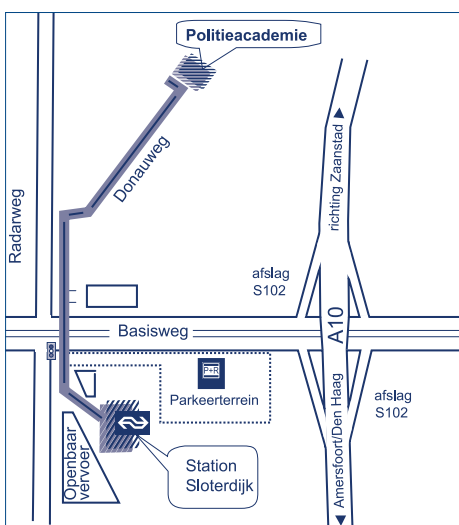 Politieacademie
Donauweg
richting Zaanstad
Radarweg
afslag
S102
Basisweg
A10
P+R
Parkeerterrein
afslag
S102
Amersfoort/Den Haag
Openbaar
vervoer
Station
Sloterdijk